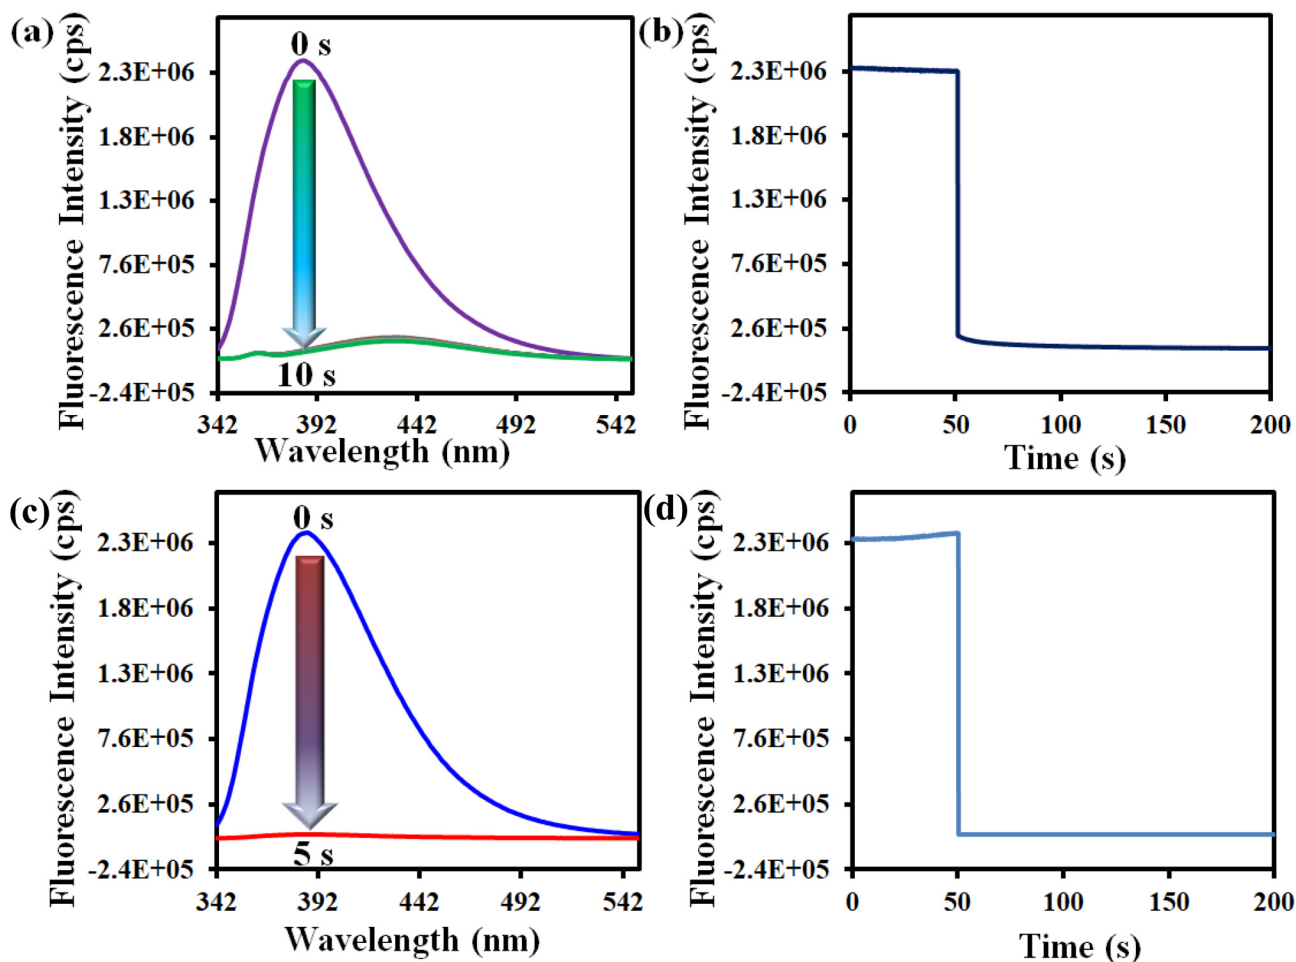 (a)
Fluorescence Intensity (cps)
2.3E+06
1.8E+06
1.3E+06
7.6E+05
2.6E+05
-2.4E+05
0 s
10 s
342 392 442 492 542
Wavelength (nm)
(b)
Fluorescence Intensity (cps)
2.3E+06
1.8E+06
1.3E+06
7.6E+05
2.6E+05
-2.4E+05
0 50 100 150 200
Time (s)
(c)
Fluorescence Intensity (cps)
2.3E+06
1.8E+06
1.3E+06
7.6E+05
2.6E+05
-2.4E+05
0 s
5 s
342 392 442 492 542
Wavelength (nm)
(d)
Fluorescence Intensity (cps)
2.3E+06
1.8E+06
1.3E+06
7.6E+05
2.6E+05
-2.4E+05
0 50 100 150 200
Time (s)